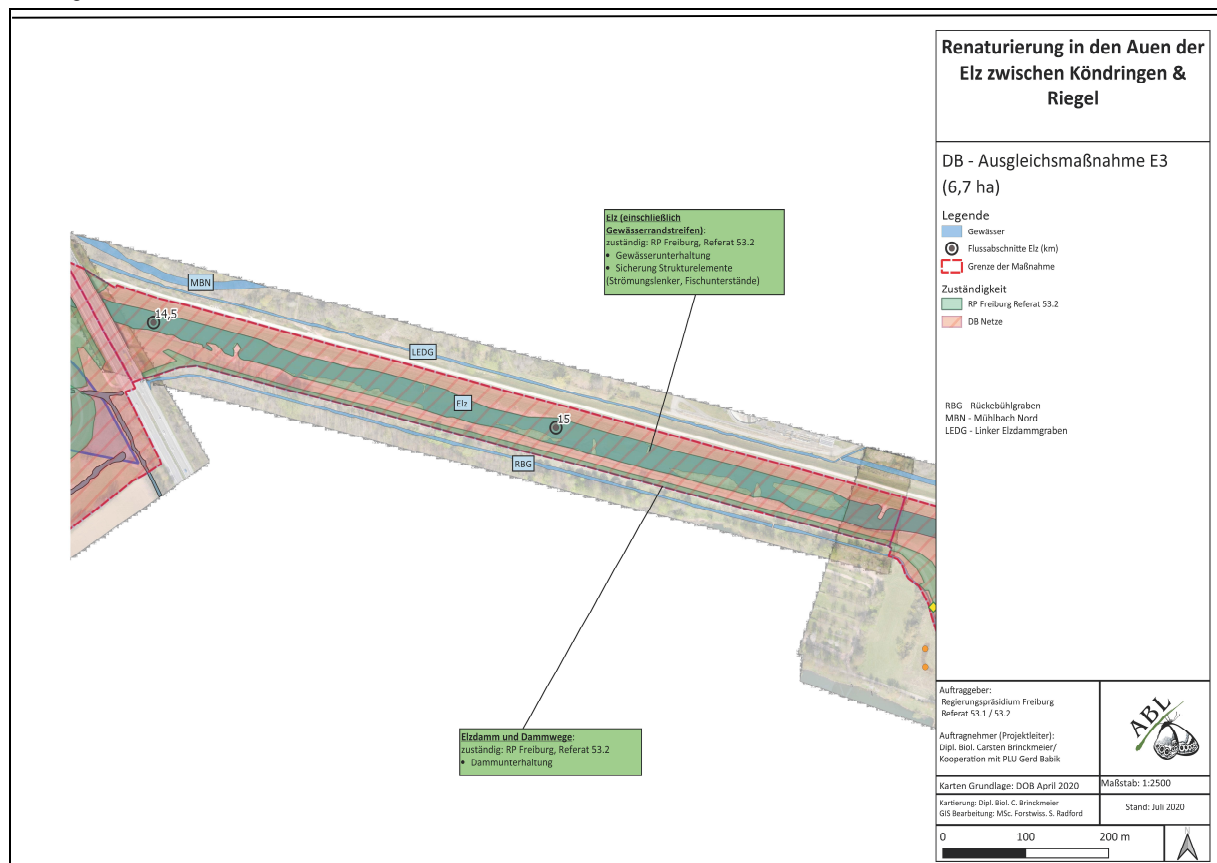 Renaturierung in den Auen der
Elz zwischen Köndringen &
Riegel
DB - Ausgleichsmaßnahme E3
(6,7 ha)
Legende
Gewässer
Flussabschnitte Elz (km)
Grenze der Maßnahme
Zuständigkeit
RP Freiburg Referat 53.2
DB Netze
RBG Rückebühlgraben
MBN - Mühlbach Nord
LEDG - Linker Elzdammgraben
Elz (einschließlich
Gewässerrandstreifen):
zuständig: RP Freiburg, Referat 53.2
• Gewässerunterhaltung
• Sicherung Strukturelemente
(Strömungslenker, Fischunterstände)
MBN
14,5
LEDG
Elz
15
RBG
Elzdamm und Dammwege:
zuständig: RP Freiburg, Referat 53.2
• Dammunterhaltung
Auftraggeber:
Regierungspräsidium Freiburg
Referat 53.1 / 53.2
Auftragnehmer (Projektleiter):
Dipl. Biol. Carsten Brinckmeier/
Kooperation mit PLU Gerd Babik
ABL
Karten Grundlage: DOB April 2020
Maßstab: 1:2500
Kartierung: Dipl. Biol. C. Brinckmeier
GIS Bearbeitung: MSc. Forstwiss. S. Radford
Stand: Juli 2020
0 100 200 m
N